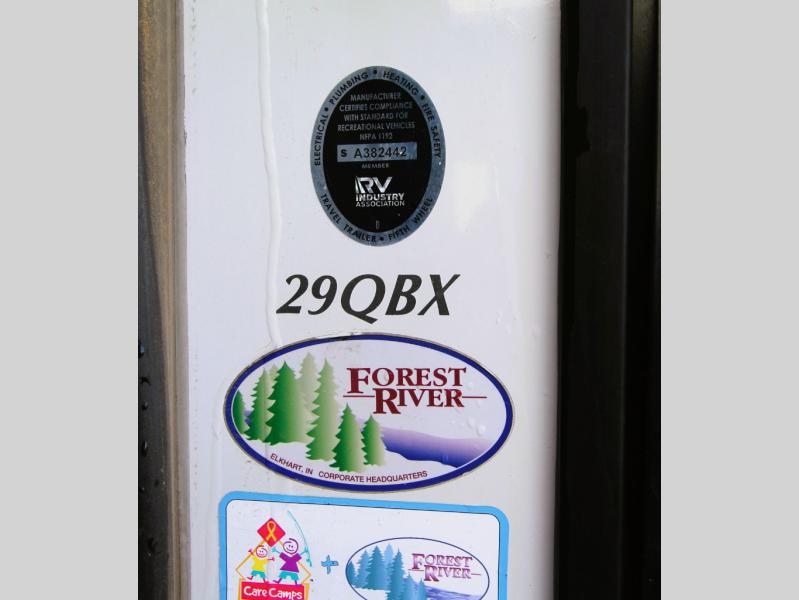 ELECTRICAL • PLUMBING • HEATING • FIRE SAFETY
MANUFACTURER
CERTIFIES COMPLIANCE
WITH STANDARD FOR
RECREATIONAL VEHICLES
NFPA 1192
S A382442
MEMBER
RV
INDUSTRY
ASSOCIATION
D
TRAVEL TRAILER • FIFTH WHEEL
29QBX
FOREST
RIVER
ELKHART, IN CORPORATE HEADQUARTERS
Care Camps
+
FOREST
RIVER